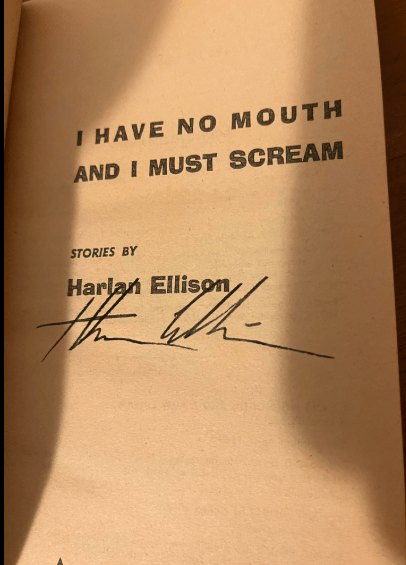 I HAVE NO MOUTH
AND I MUST SCREAM
STORIES BY
Harlan Ellison